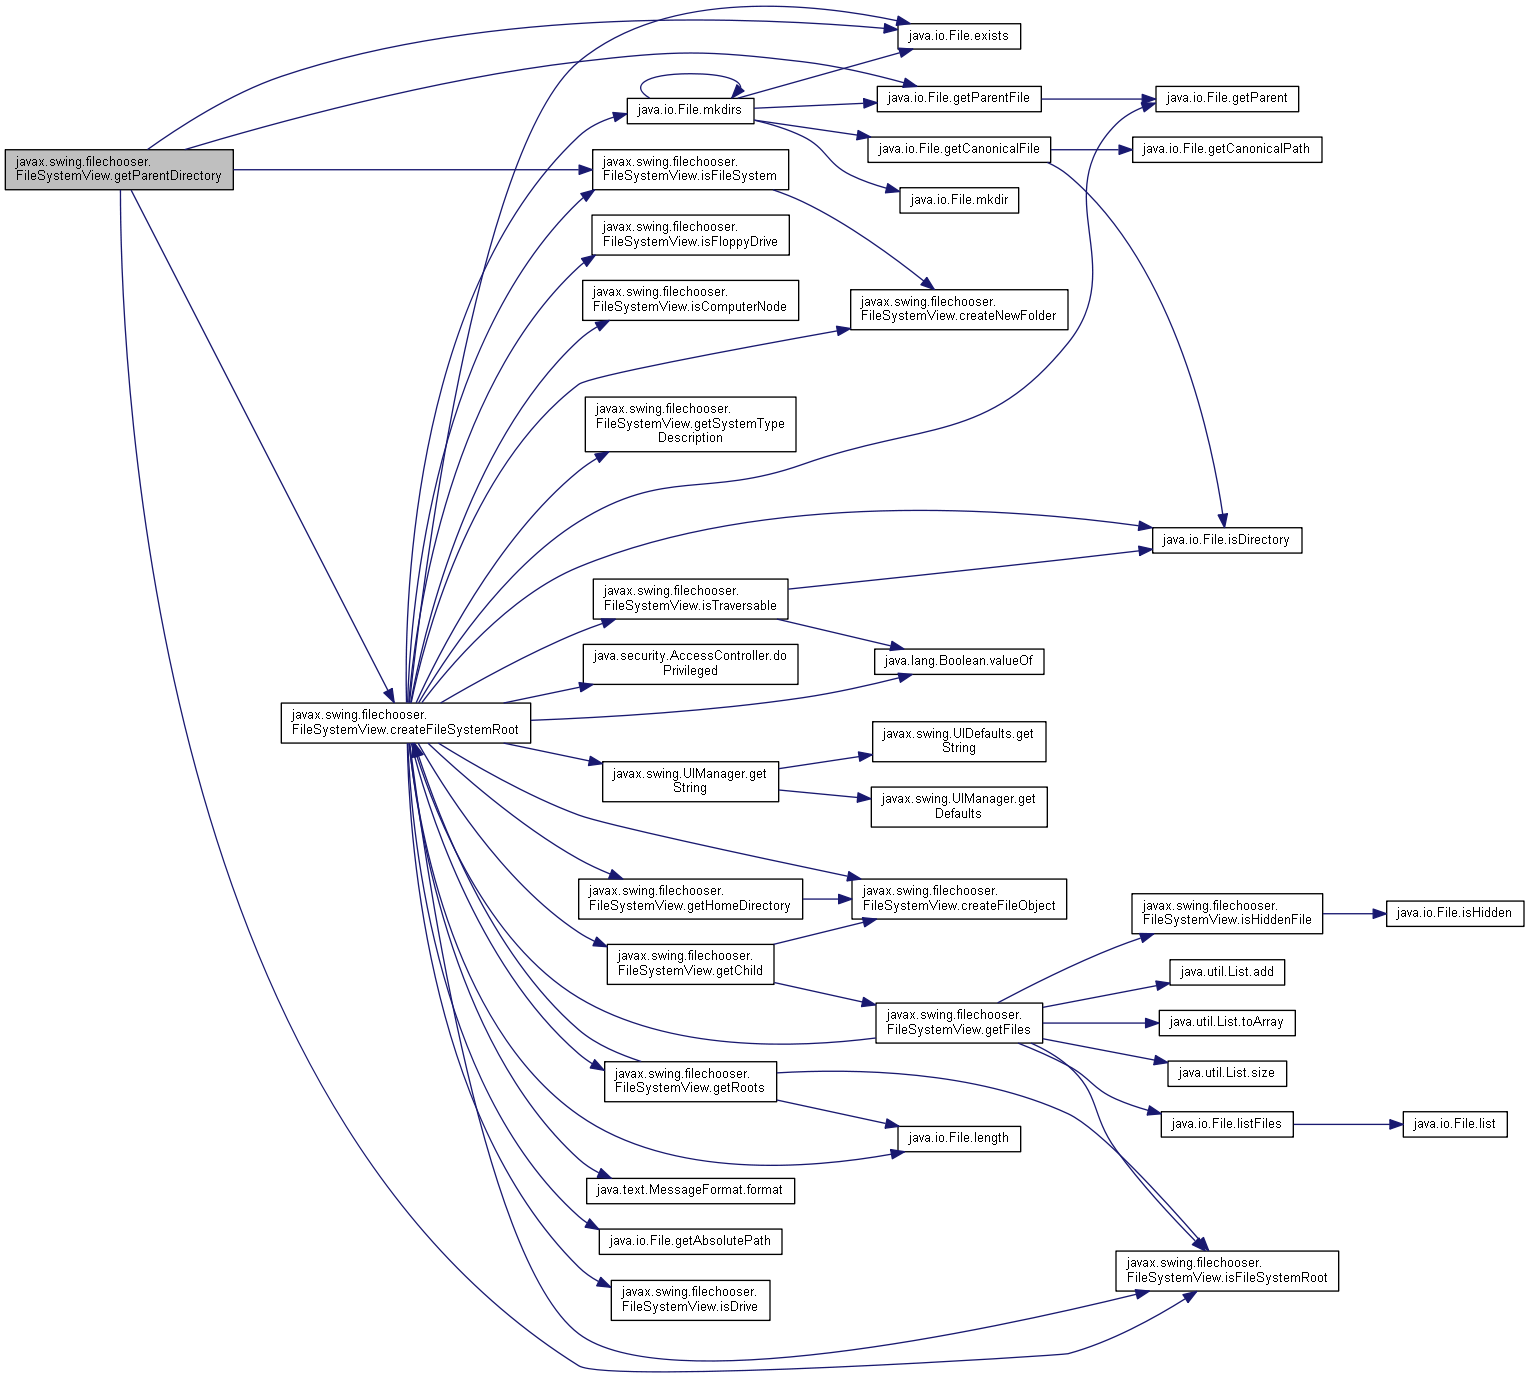 java.io.File.exists
java.io.File.mkdirs
java.io.File.getParentFile
java.io.File.getParent
javax.swing.filechooser.
FileSystemView.getParentDirectory
javax.swing.filechooser.
FileSystemView.isFileSystem
java.io.File.getCanonicalFile
java.io.File.getCanonicalPath
java.io.File.mkdir
javax.swing.filechooser.
FileSystemView.isFloppyDrive
javax.swing.filechooser.
FileSystemView.isComputerNode
javax.swing.filechooser.
FileSystemView.createNewFolder
javax.swing.filechooser.
FileSystemView.getSystemType
Description
java.io.File.isDirectory
javax.swing.filechooser.
FileSystemView.isTraversable
java.security.AccessController.do
Privileged
java.lang.Boolean.valueOf
javax.swing.filechooser.
FileSystemView.createFileSystemRoot
javax.swing.UIDefaults.get
String
javax.swing.UIManager.get
String
javax.swing.UIManager.get
Defaults
javax.swing.filechooser.
FileSystemView.getHomeDirectory
javax.swing.filechooser.
FileSystemView.createFileObject
javax.swing.filechooser.
FileSystemView.isHiddenFile
java.io.File.isHidden
javax.swing.filechooser.
FileSystemView.getChild
java.util.List.add
javax.swing.filechooser.
FileSystemView.getFiles
java.util.List.toArray
javax.swing.filechooser.
FileSystemView.getRoots
java.util.List.size
java.io.File.listFiles
java.io.File.list
java.io.File.length
java.text.MessageFormat.format
java.io.File.getAbsolutePath
javax.swing.filechooser.
FileSystemView.isFileSystemRoot
javax.swing.filechooser.
FileSystemView.isDrive